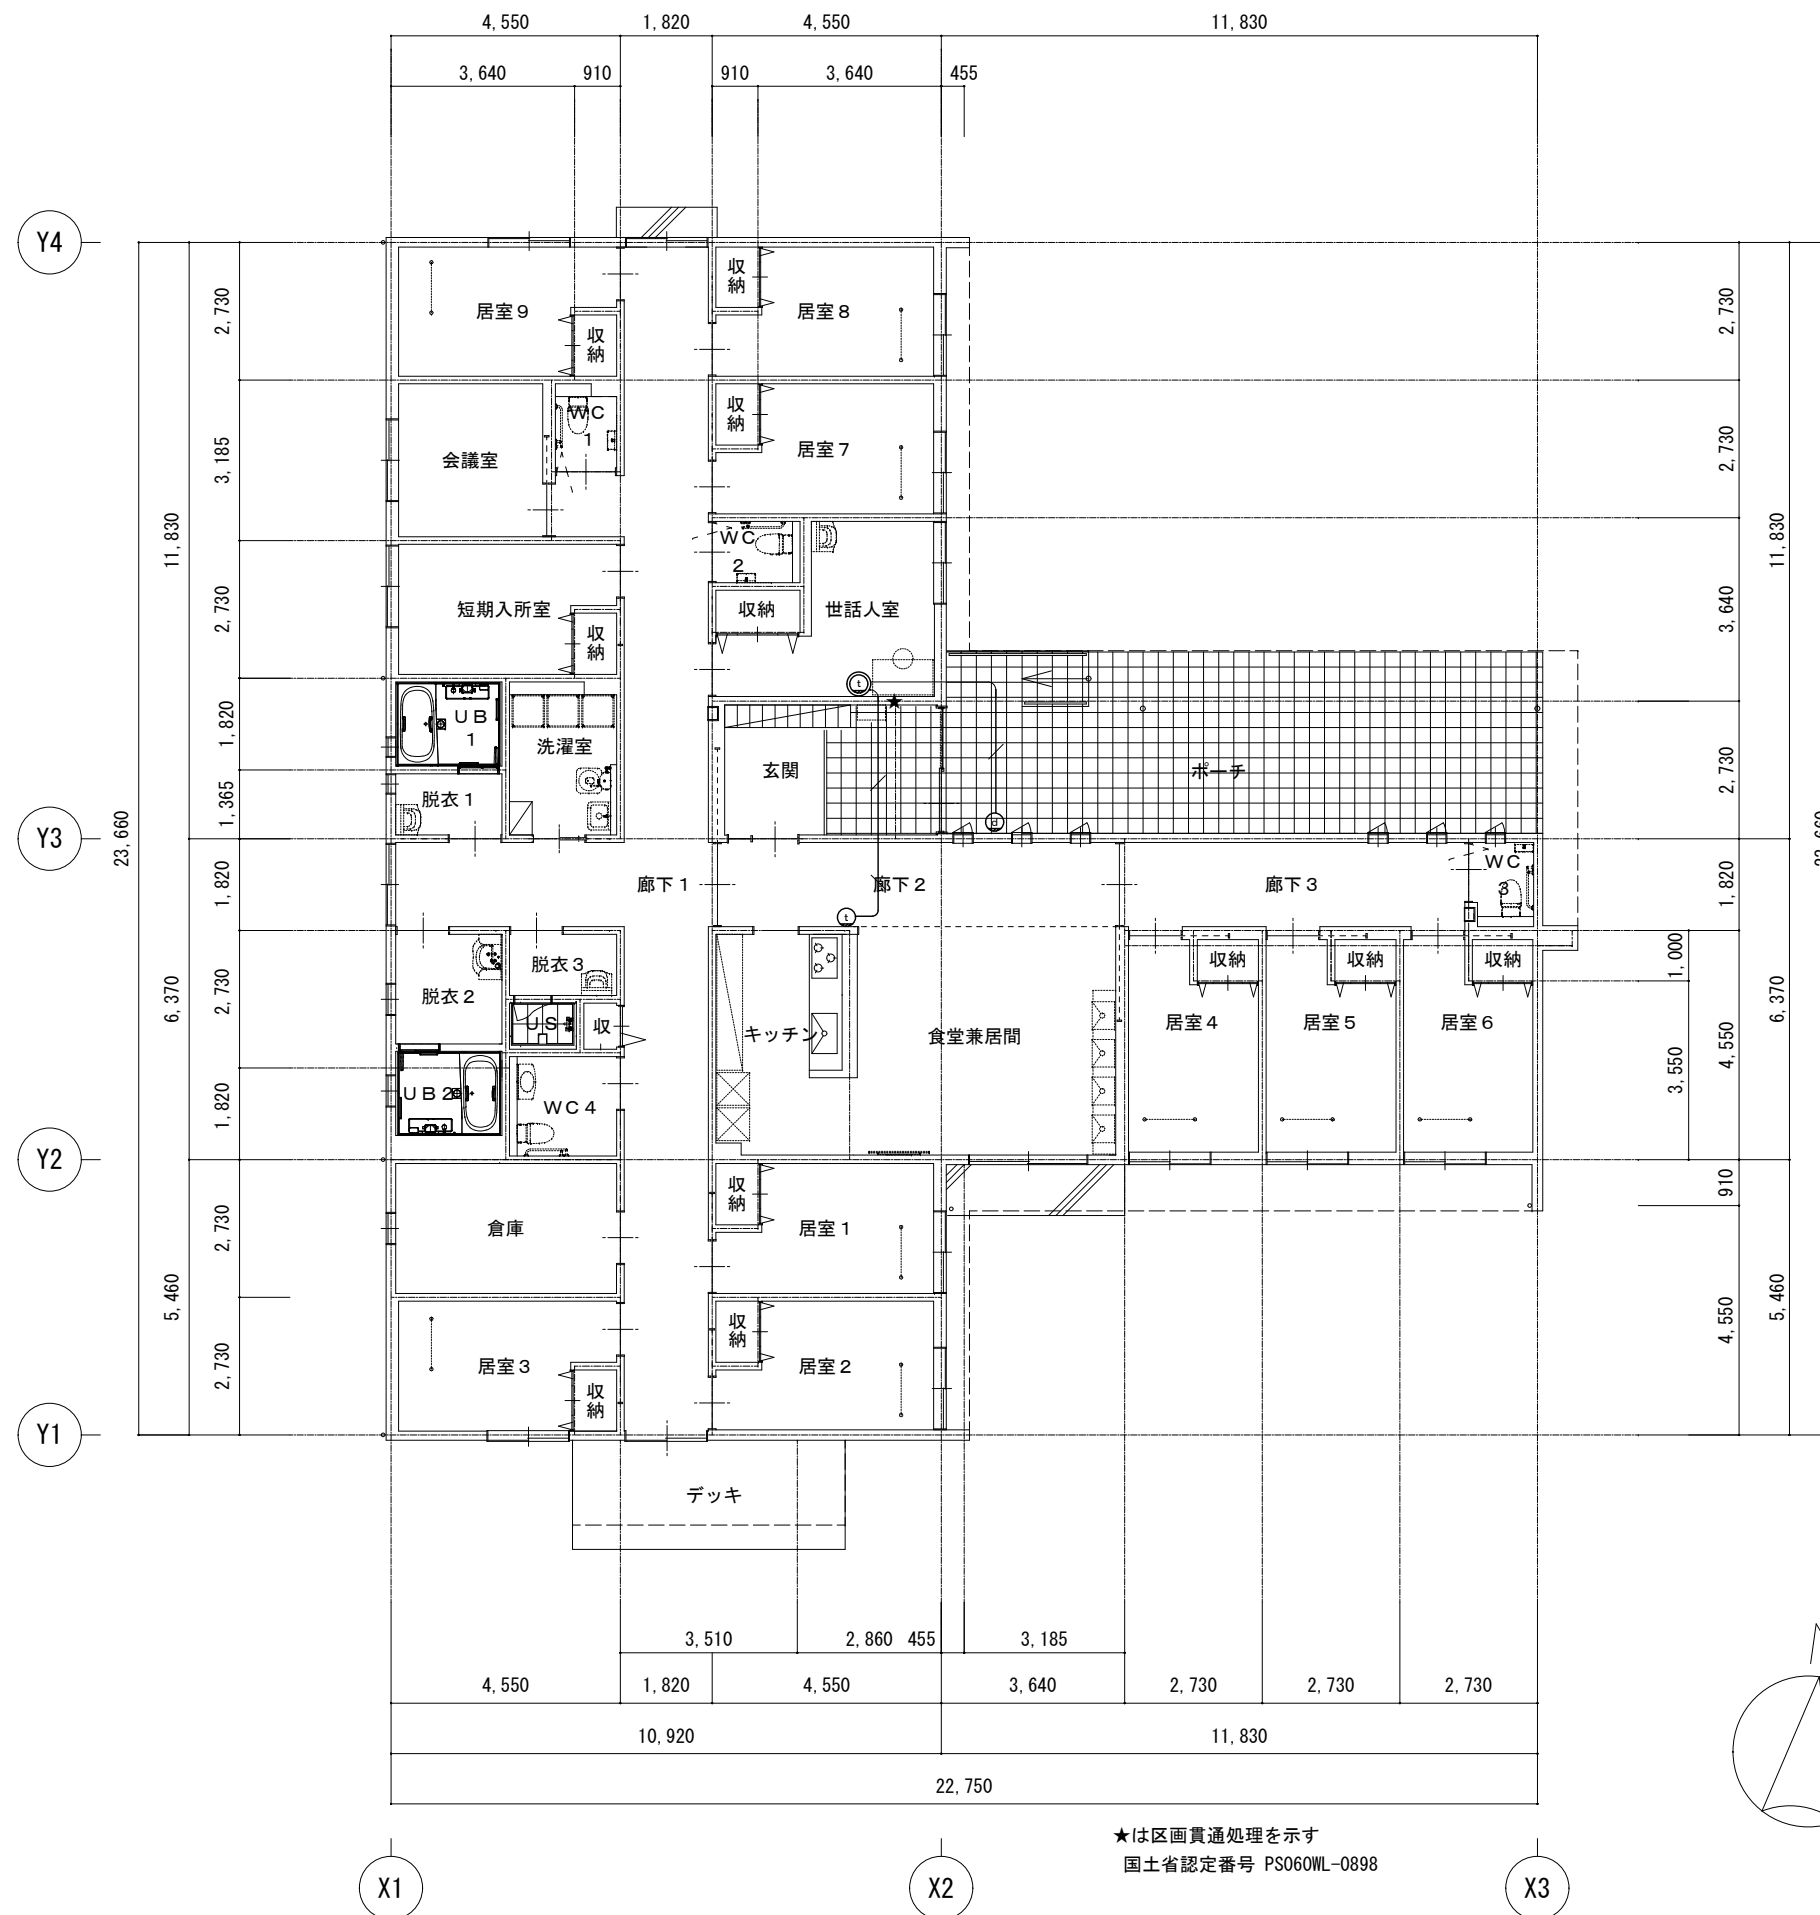 4,550
1,820
4,550
11,830
3,640
910
910
3,640
455
Y4
2,730
居室9
収納
収納
居室8
2,730
3,185
会議室
WC1
収納
居室7
2,730
11,830
11,830
WC2
2,730
短期入所室
収納
収納
世話人室
3,640
t
1,820
UB1
洗濯室
★
玄関
ポーチ
2,730
1,365
脱衣1
d
Y3
23,660
1,820
廊下1
廊下2
廊下3
WC3
1,820
t
収納
収納
収納
1,000
6,370
2,730
脱衣2
脱衣3
US
収
キッチン
食堂兼居間
居室4
居室5
居室6
6,370
4,550
3,550
1,820
UB2
WC4
Y2
910
2,730
倉庫
収納
居室1
5,460
5,460
4,550
2,730
居室3
収納
収納
居室2
Y1
デッキ
3,510
2,860
455
3,185
4,550
1,820
4,550
3,640
2,730
2,730
2,730
10,920
11,830
22,750
★は区画貫通処理を示す
国土省認定番号 PS060WL-0898
X1
X2
X3